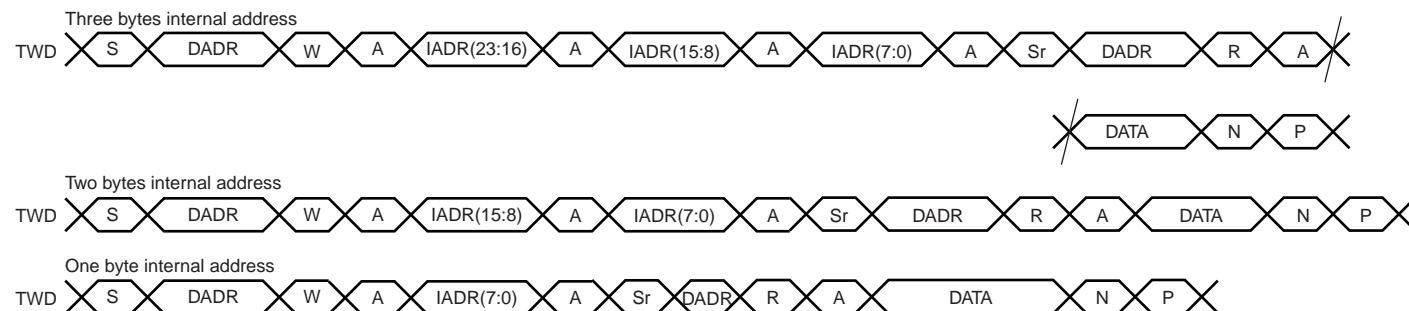 Three bytes internal address
TWD S DADR W A IADR(23:16) A IADR(15:8) A IADR(7:0) A Sr DADR R A
DATA N P
Two bytes internal address
TWD S DADR W A IADR(15:8) A IADR(7:0) A Sr DADR R A DATA N P
One byte internal address
TWD S DADR W A IADR(7:0) A Sr DADR R A DATA N P